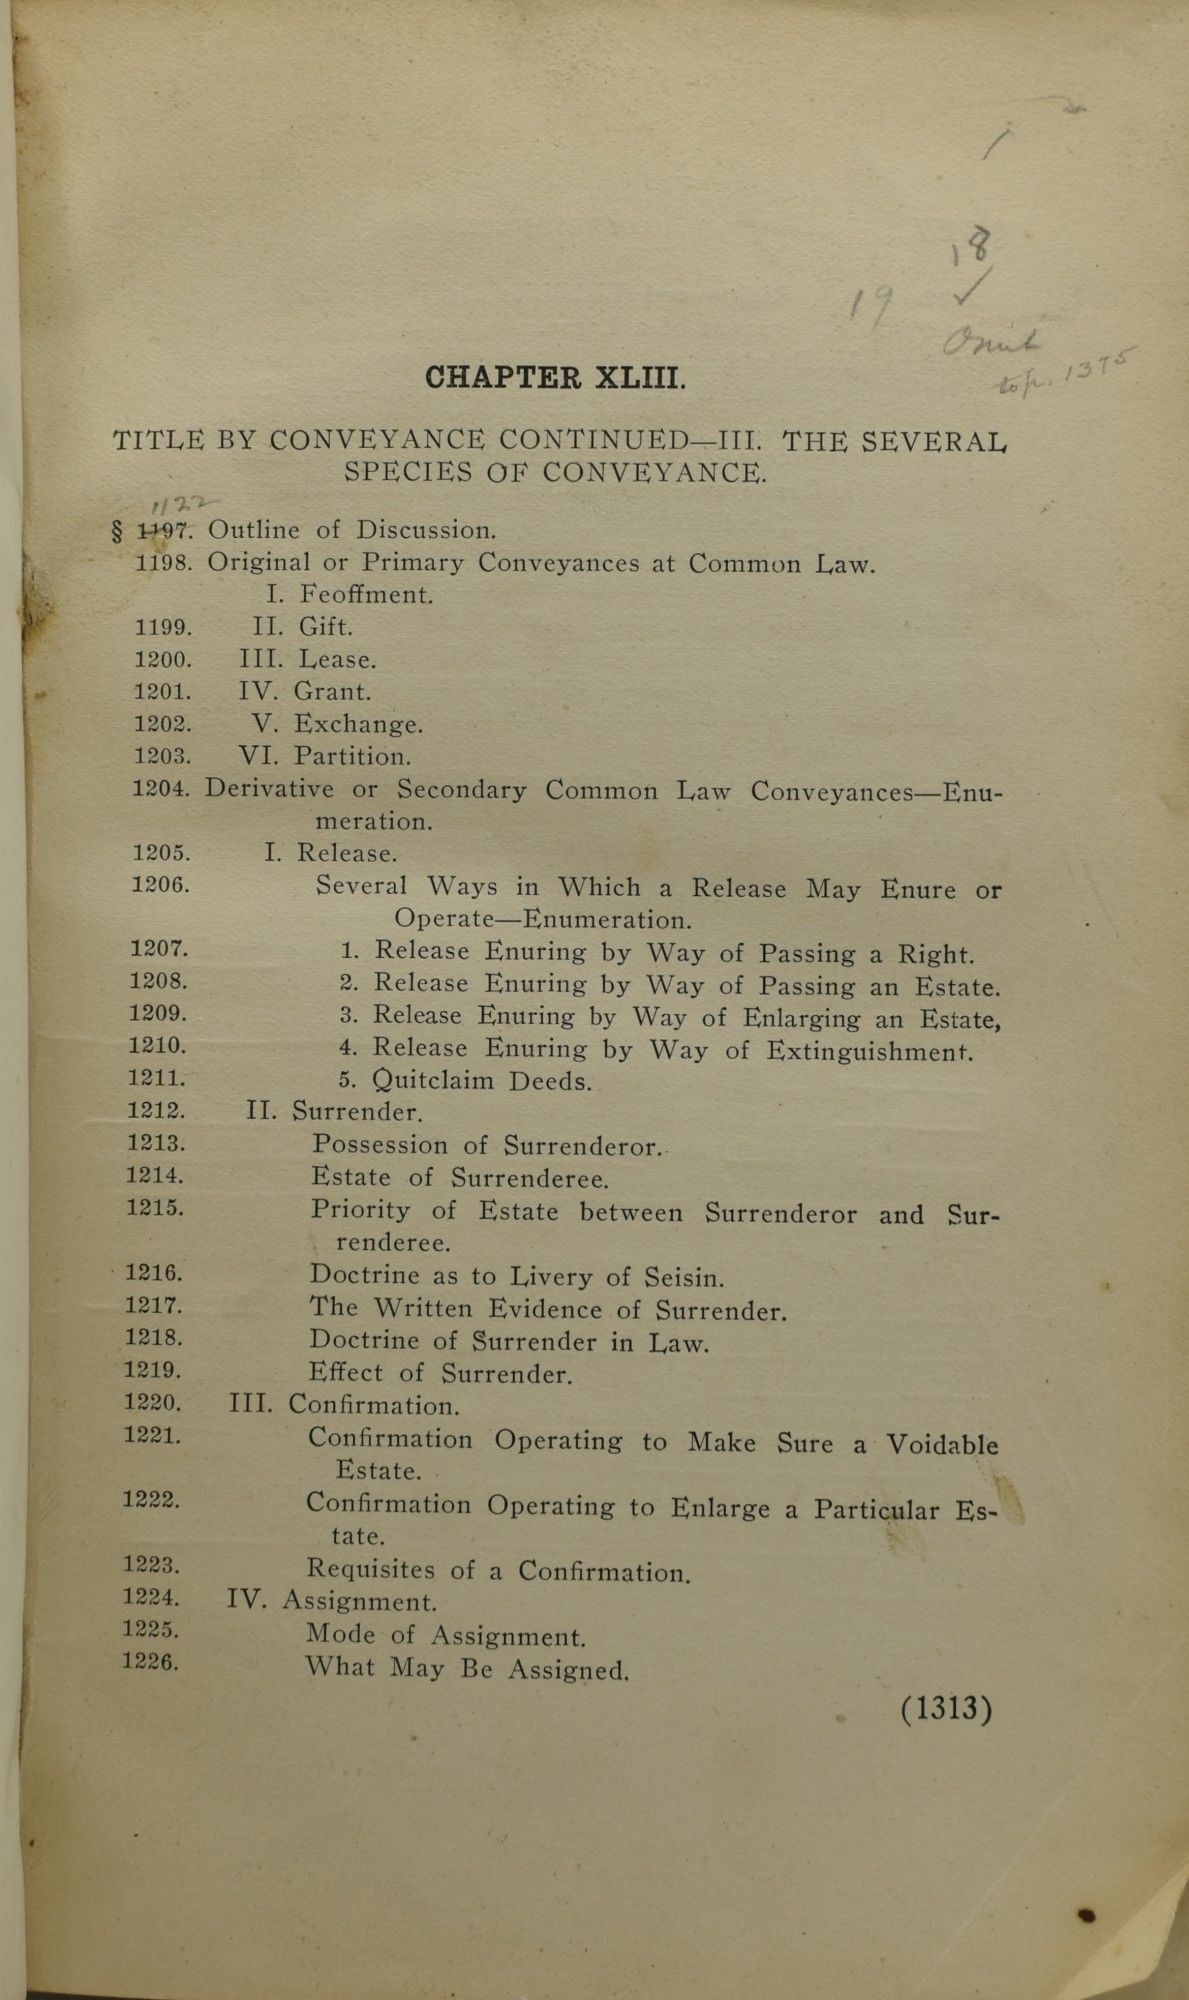 18
19 ✓
Omit
top. 1375
CHAPTER XLIII.
TITLE BY CONVEYANCE CONTINUED—III. THE SEVERAL
SPECIES OF CONVEYANCE.
1122
§ 1197. Outline of Discussion.
1198. Original or Primary Conveyances at Common Law.
I. Feoffment.
1199. II. Gift.
1200. III. Lease.
1201. IV. Grant.
1202. V. Exchange.
1203. VI. Partition.
1204. Derivative or Secondary Common Law Conveyances—Enu-
meration.
1205. I. Release.
1206. Several Ways in Which a Release May Enure or
Operate—Enumeration.
1207. 1. Release Enuring by Way of Passing a Right.
1208. 2. Release Enuring by Way of Passing an Estate.
1209. 3. Release Enuring by Way of Enlarging an Estate,
1210. 4. Release Enuring by Way of Extinguishment.
1211. 5. Quitclaim Deeds.
1212. II. Surrender.
1213. Possession of Surrenderor.
1214. Estate of Surrenderee.
1215. Priority of Estate between Surrenderor and Sur-
renderee.
1216. Doctrine as to Livery of Seisin.
1217. The Written Evidence of Surrender.
1218. Doctrine of Surrender in Law.
1219. Effect of Surrender.
1220. III. Confirmation.
1221. Confirmation Operating to Make Sure a Voidable
Estate.
1222. Confirmation Operating to Enlarge a Particular Es-
tate.
1223. Requisites of a Confirmation.
1224. IV. Assignment.
1225. Mode of Assignment.
1226. What May Be Assigned.
(1313)